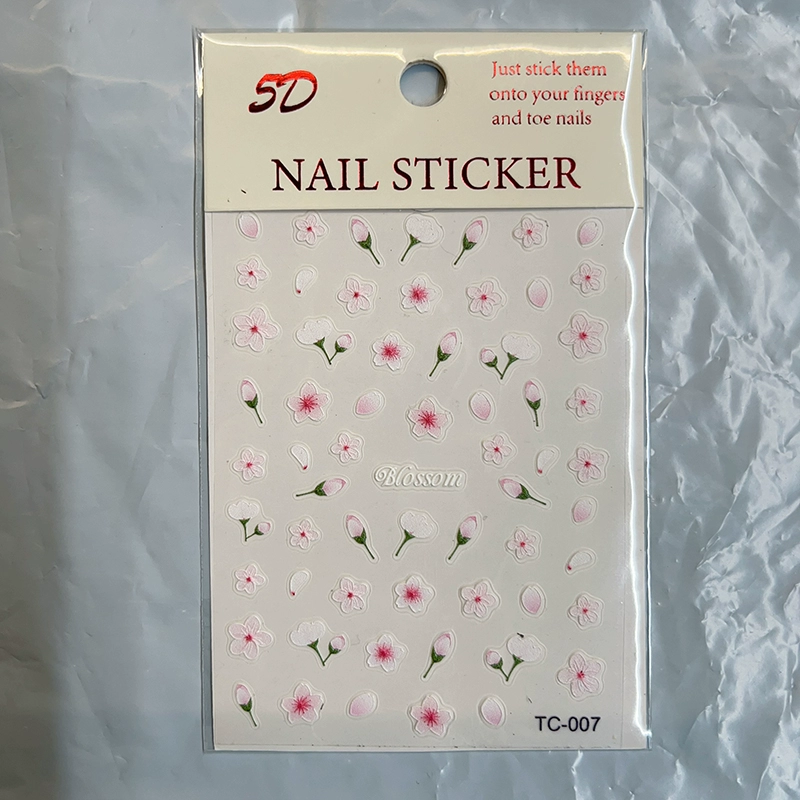 5D
Just stick them
onto your fingers
and toe nails
NAIL STICKER
Blossom
TC-007